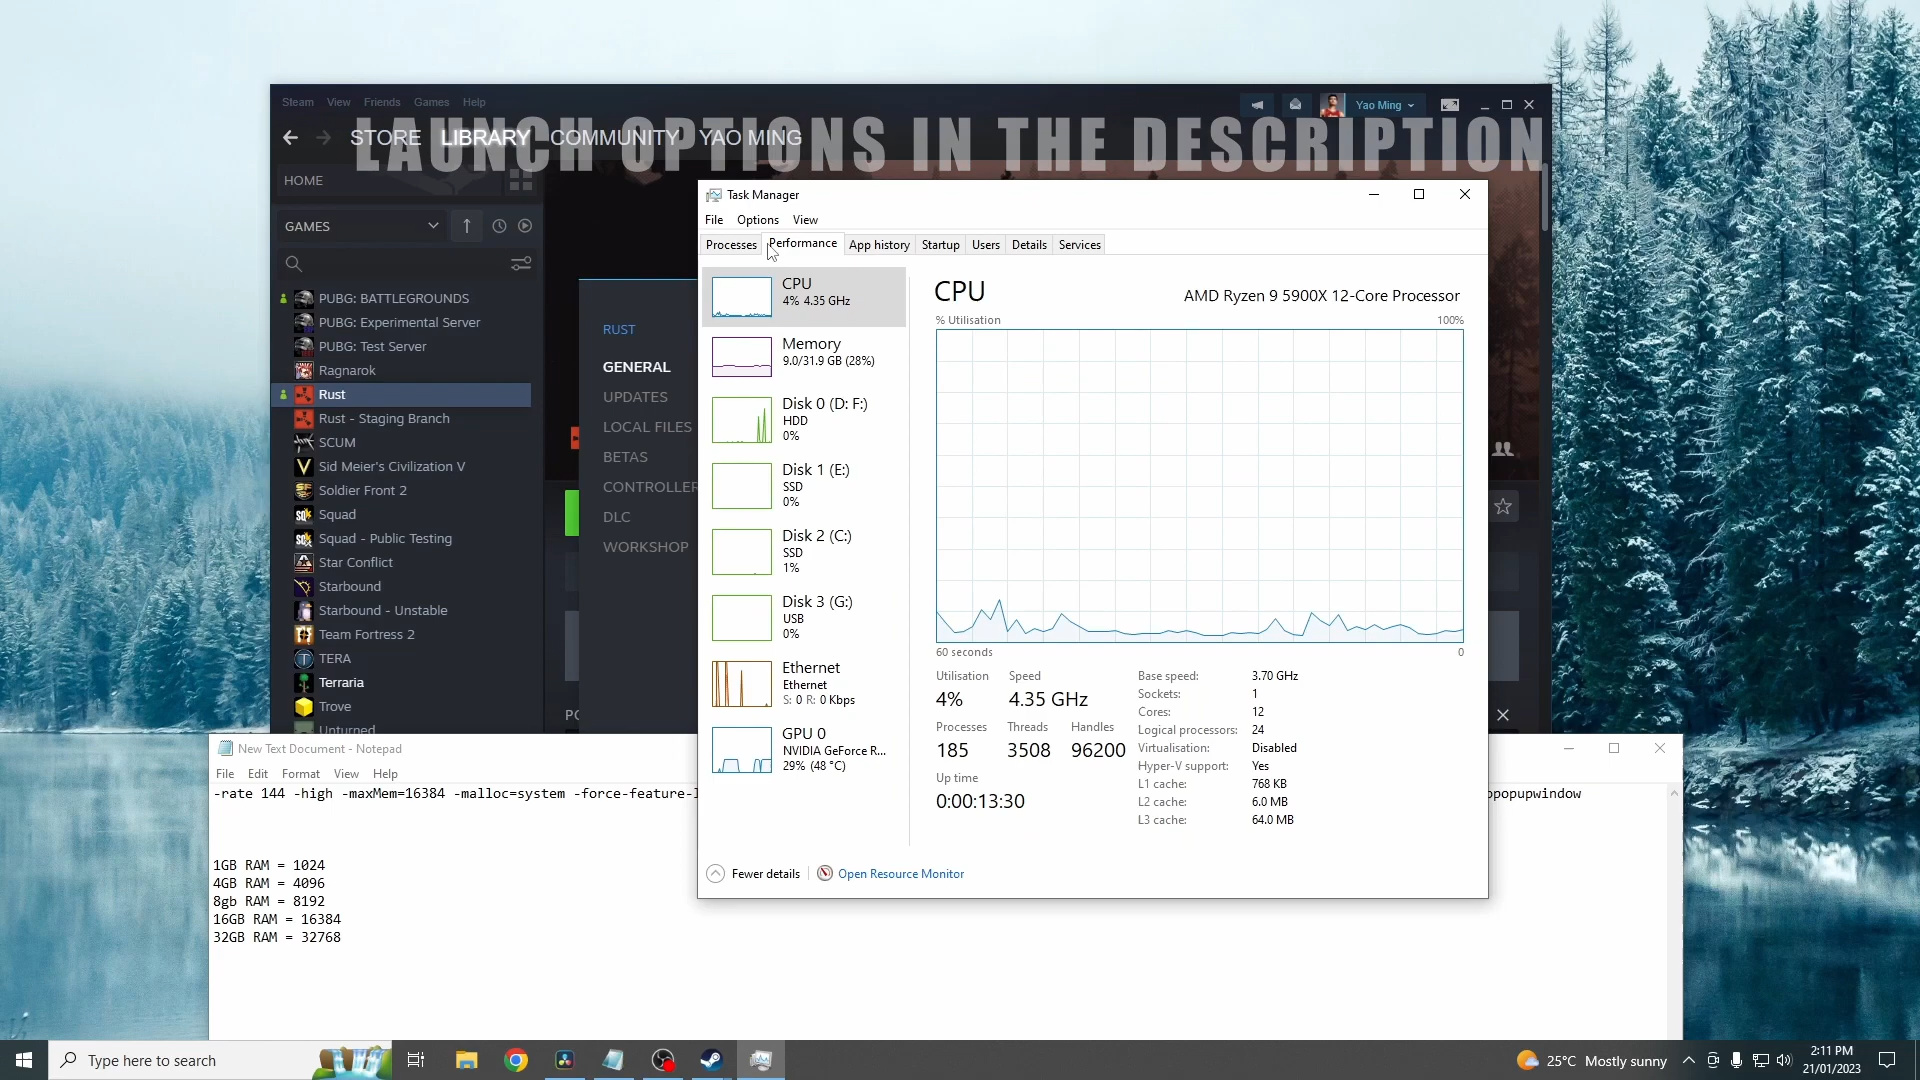 Steam View Friends Games Help
Yao Ming
STORE LIBRARY COMMUNITY YAO MING
LAUNCH OPTIONS IN THE DESCRIPTION
HOME
GAMES
PUBG: BATTLEGROUNDS
PUBG: Experimental Server
PUBG: Test Server
Ragnarok
Rust
Rust - Staging Branch
SCUM
Sid Meier's Civilization V
Soldier Front 2
Squad
Squad - Public Testing
Star Conflict
Starbound
Starbound - Unstable
Team Fortress 2
TERA
Terraria
Trove
Unturned
RUST
GENERAL
UPDATES
LOCAL FILES
BETAS
CONTROLLER
DLC
WORKSHOP
Task Manager
File Options View
Processes Performance App history Startup Users Details Services
CPU
4% 4.35 GHz
Memory
9.0/31.9 GB (28%)
Disk 0 (D: F:)
HDD
0%
Disk 1 (E:)
SSD
0%
Disk 2 (C:)
SSD
1%
Disk 3 (G:)
USB
0%
Ethernet
Ethernet
S: 0 R: 0 Kbps
GPU 0
NVIDIA GeForce R...
29% (48 °C)
CPU
AMD Ryzen 9 5900X 12-Core Processor
% Utilisation 100%
60 seconds 0
Utilisation Speed
4% 4.35 GHz
Processes Threads Handles
185 3508 96200
Up time
0:00:13:30
Base speed: 3.70 GHz
Sockets: 1
Cores: 12
Logical processors: 24
Virtualisation: Disabled
Hyper-V support: Yes
L1 cache: 768 KB
L2 cache: 6.0 MB
L3 cache: 64.0 MB
Fewer details Open Resource Monitor
New Text Document - Notepad
File Edit Format View Help
-rate 144 -high -maxMem=16384 -malloc=system -force-feature-l opopupwindow
1GB RAM = 1024
4GB RAM = 4096
8gb RAM = 8192
16GB RAM = 16384
32GB RAM = 32768
Type here to search
25°C Mostly sunny
2:11 PM
21/01/2023